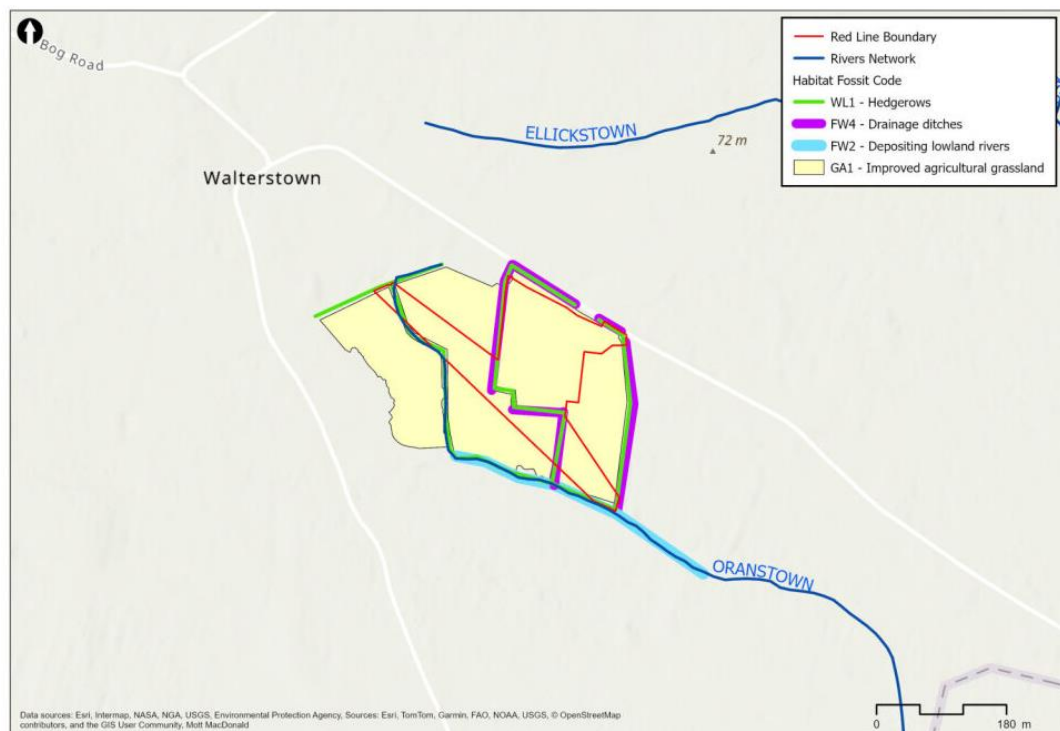 Bog Road
Red Line Boundary
Rivers Network
Habitat Fossit Code
WL1 - Hedgerows
FW4 - Drainage ditches
FW2 - Depositing lowland rivers
GA1 - Improved agricultural grassland
ELLICKSTOWN
72 m
Walterstown
ORANSTOWN
Data sources: Esri, Intermap, NASA, NGA, USGS, Environmental Protection Agency, Sources: Esri, TomTom, Garmin, FAO, NOAA, USGS, © OpenStreetMap
contributors, and the GIS User Community, Mott MacDonald
0 180 m